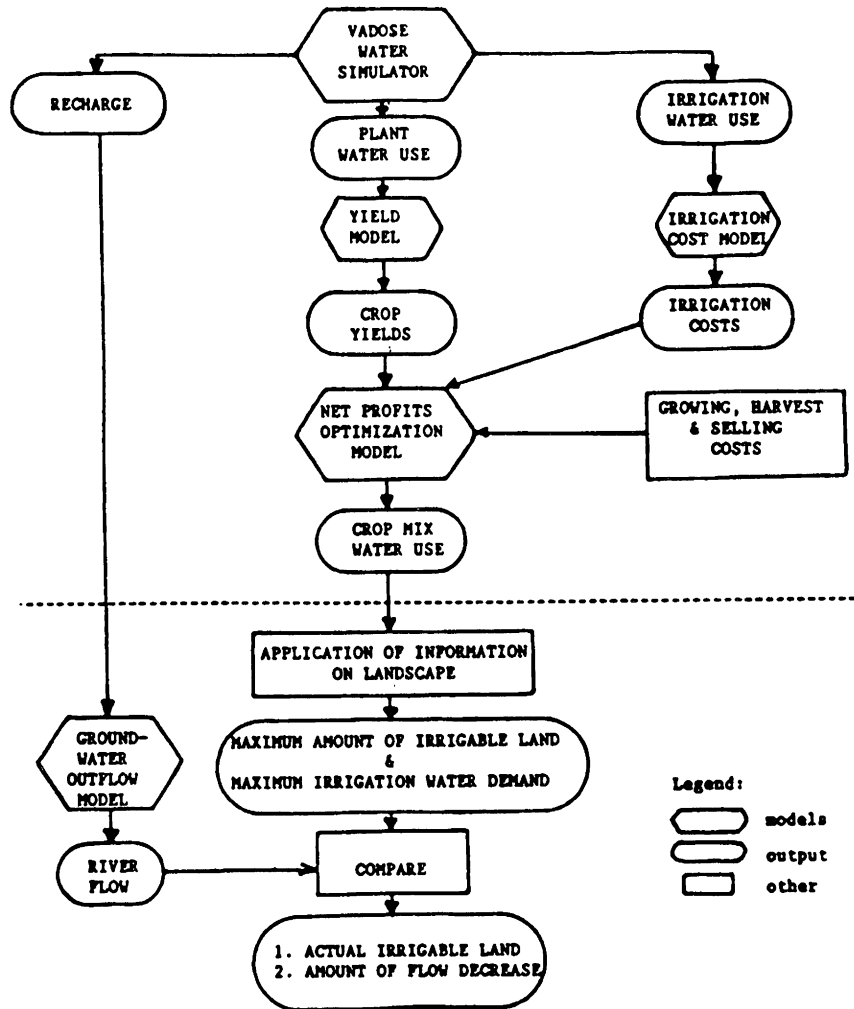 VADOSE
WATER
SIMULATOR
RECHARGE
PLANT
WATER USE
IRRIGATION
WATER USE
YIELD
MODEL
IRRIGATION
COST MODEL
CROP
YIELDS
IRRIGATION
COSTS
NET PROFITS
OPTIMIZATION
MODEL
GROWING, HARVEST
& SELLING
COSTS
CROP MIX
WATER USE
APPLICATION OF INFORMATION
ON LANDSCAPE
GROUND-
WATER
OUTFLOW
MODEL
MAXIMUM AMOUNT OF IRRIGABLE LAND
&
MAXIMUM IRRIGATION WATER DEMAND
RIVER
FLOW
COMPARE
1. ACTUAL IRRIGABLE LAND
2. AMOUNT OF FLOW DECREASE
Legend:
models
output
other